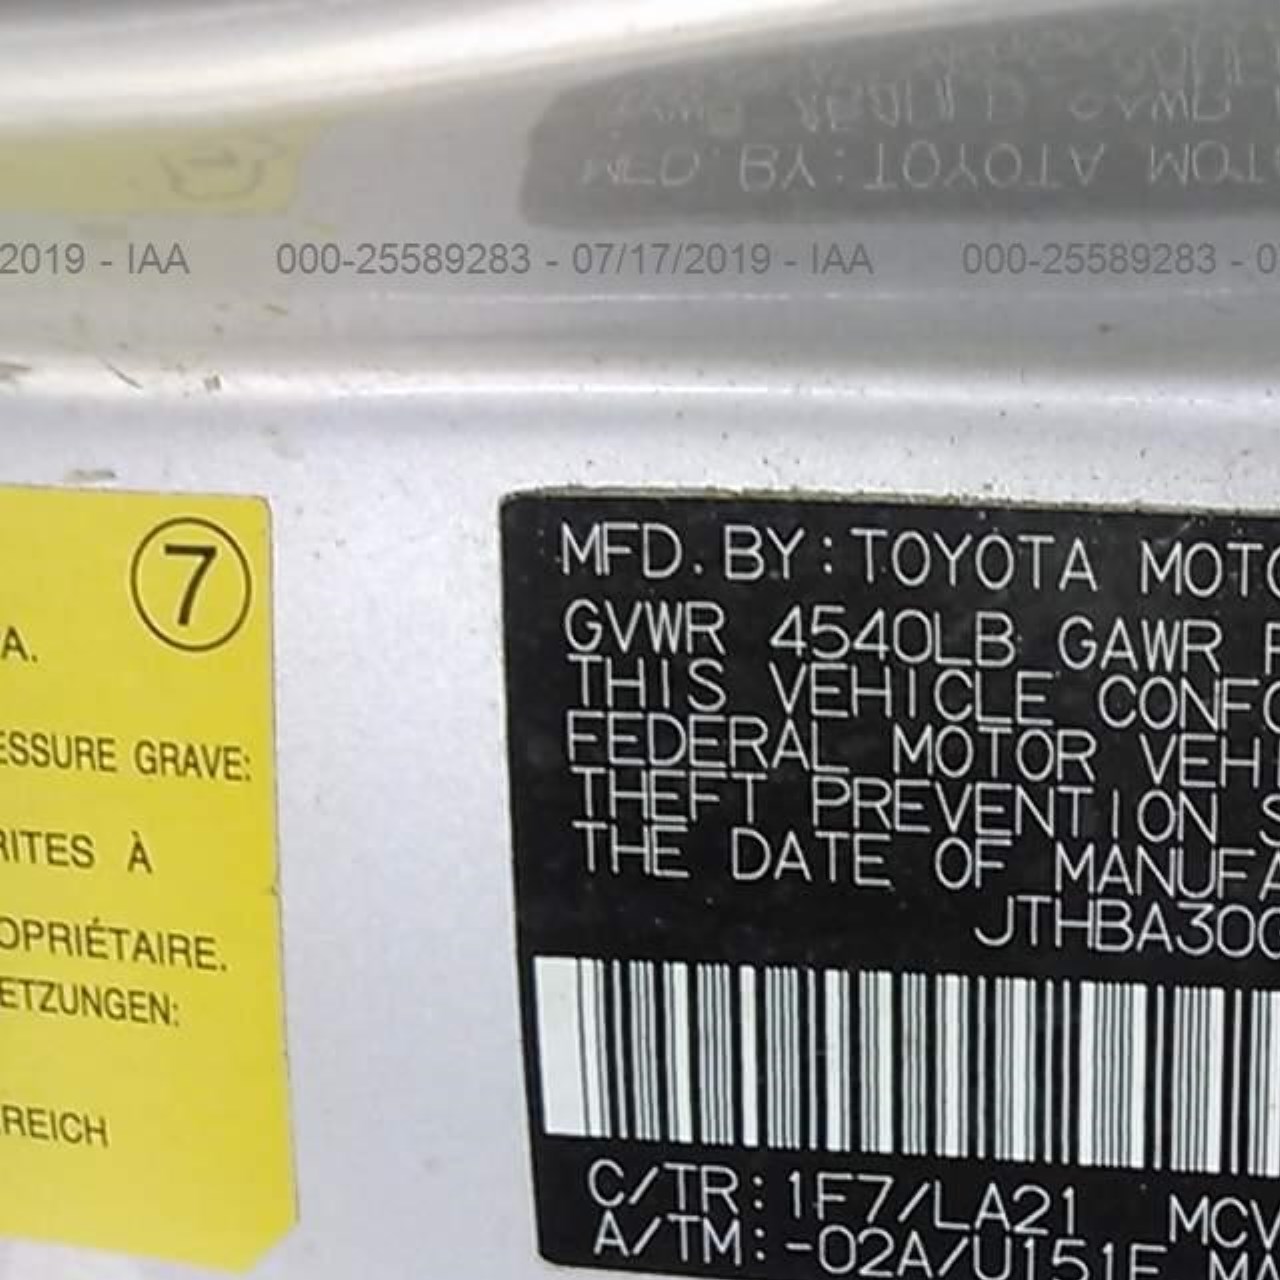 2019 - IAA 000-25589283 - 07/17/2019 - IAA 000-25589283 - 0
7
A.
ESSURE GRAVE:
RITES À
OPRIÉTAIRE.
ETZUNGEN:
REICH
MFD. BY: TOYOTA MOTO
GVWR 4540LB GAWR F
THIS VEHICLE CONFO
FEDERAL MOTOR VEHI
THEFT PREVENTION S
THE DATE OF MANUFA
JTHBA30G
C/TR: 1F7/LA21 MCV
A/TM: -02A/U151E MA